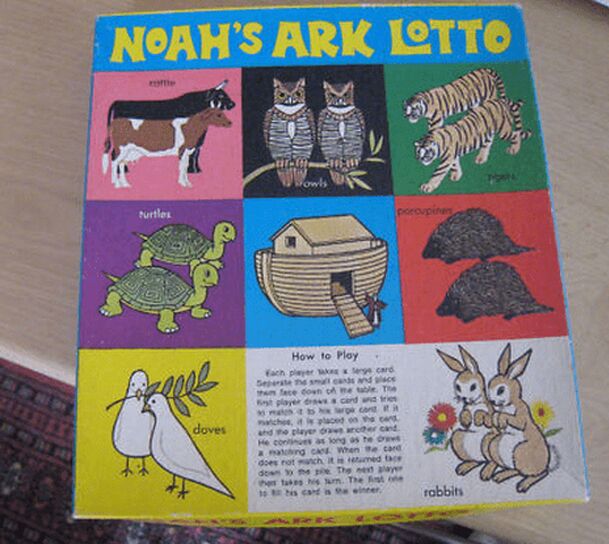 NOAH'S ARK LOTTO
cattle
owls
tigers
turtles
porcupines
How to Play
Each player takes a large card.
Separate the small cards and place
them face down on the table. The
first player draws a card and tries
to match it to his large card. If it
matches, it is placed on the card,
and the player draws another card.
He continues as long as he draws
a matching card. When the card
does not match, it is returned face
down to the pile. The next player
then takes his turn. The first one
to fill his card is the winner.
doves
rabbits